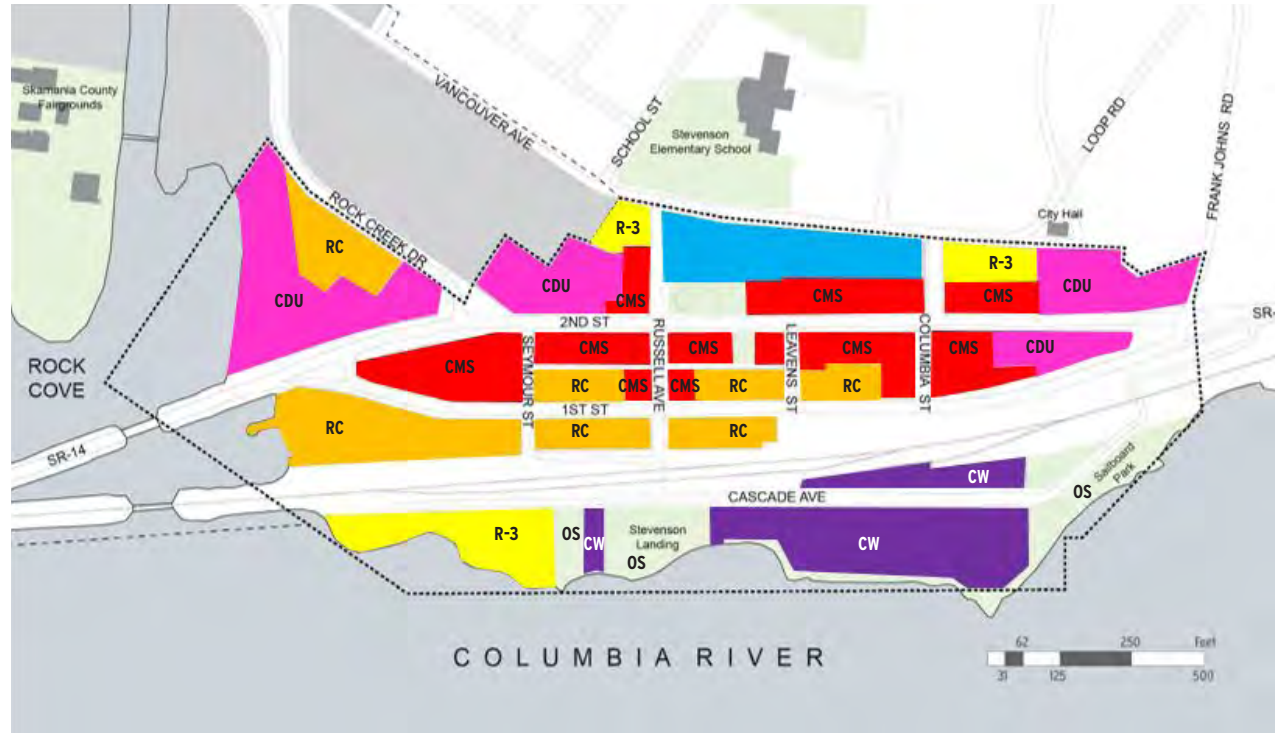 Skamania County
Fairgrounds
VANCOUVER AVE
SCHOOL ST
Stevenson
Elementary School
LOOP RD
FRANK JOHNS RD
City Hall
ROCK CREEK DR
RC
R-3
R-3
CDU
CDU
CMS
CMS
CMS
CDU
2ND ST
SR-
ROCK
COVE
SEYMOUR ST
RUSSELL AVE
LEAVENS ST
COLUMBIA ST
CMS
CMS
CMS
CMS
CMS
CDU
RC
CMS
CMS
RC
RC
1ST ST
RC
RC
RC
SR-14
CASCADE AVE
CW
OS
Sailboard
Park
R-3
OS
CW
Stevenson
Landing
OS
CW
COLUMBIA RIVER
62
250
Feet
31
125
500